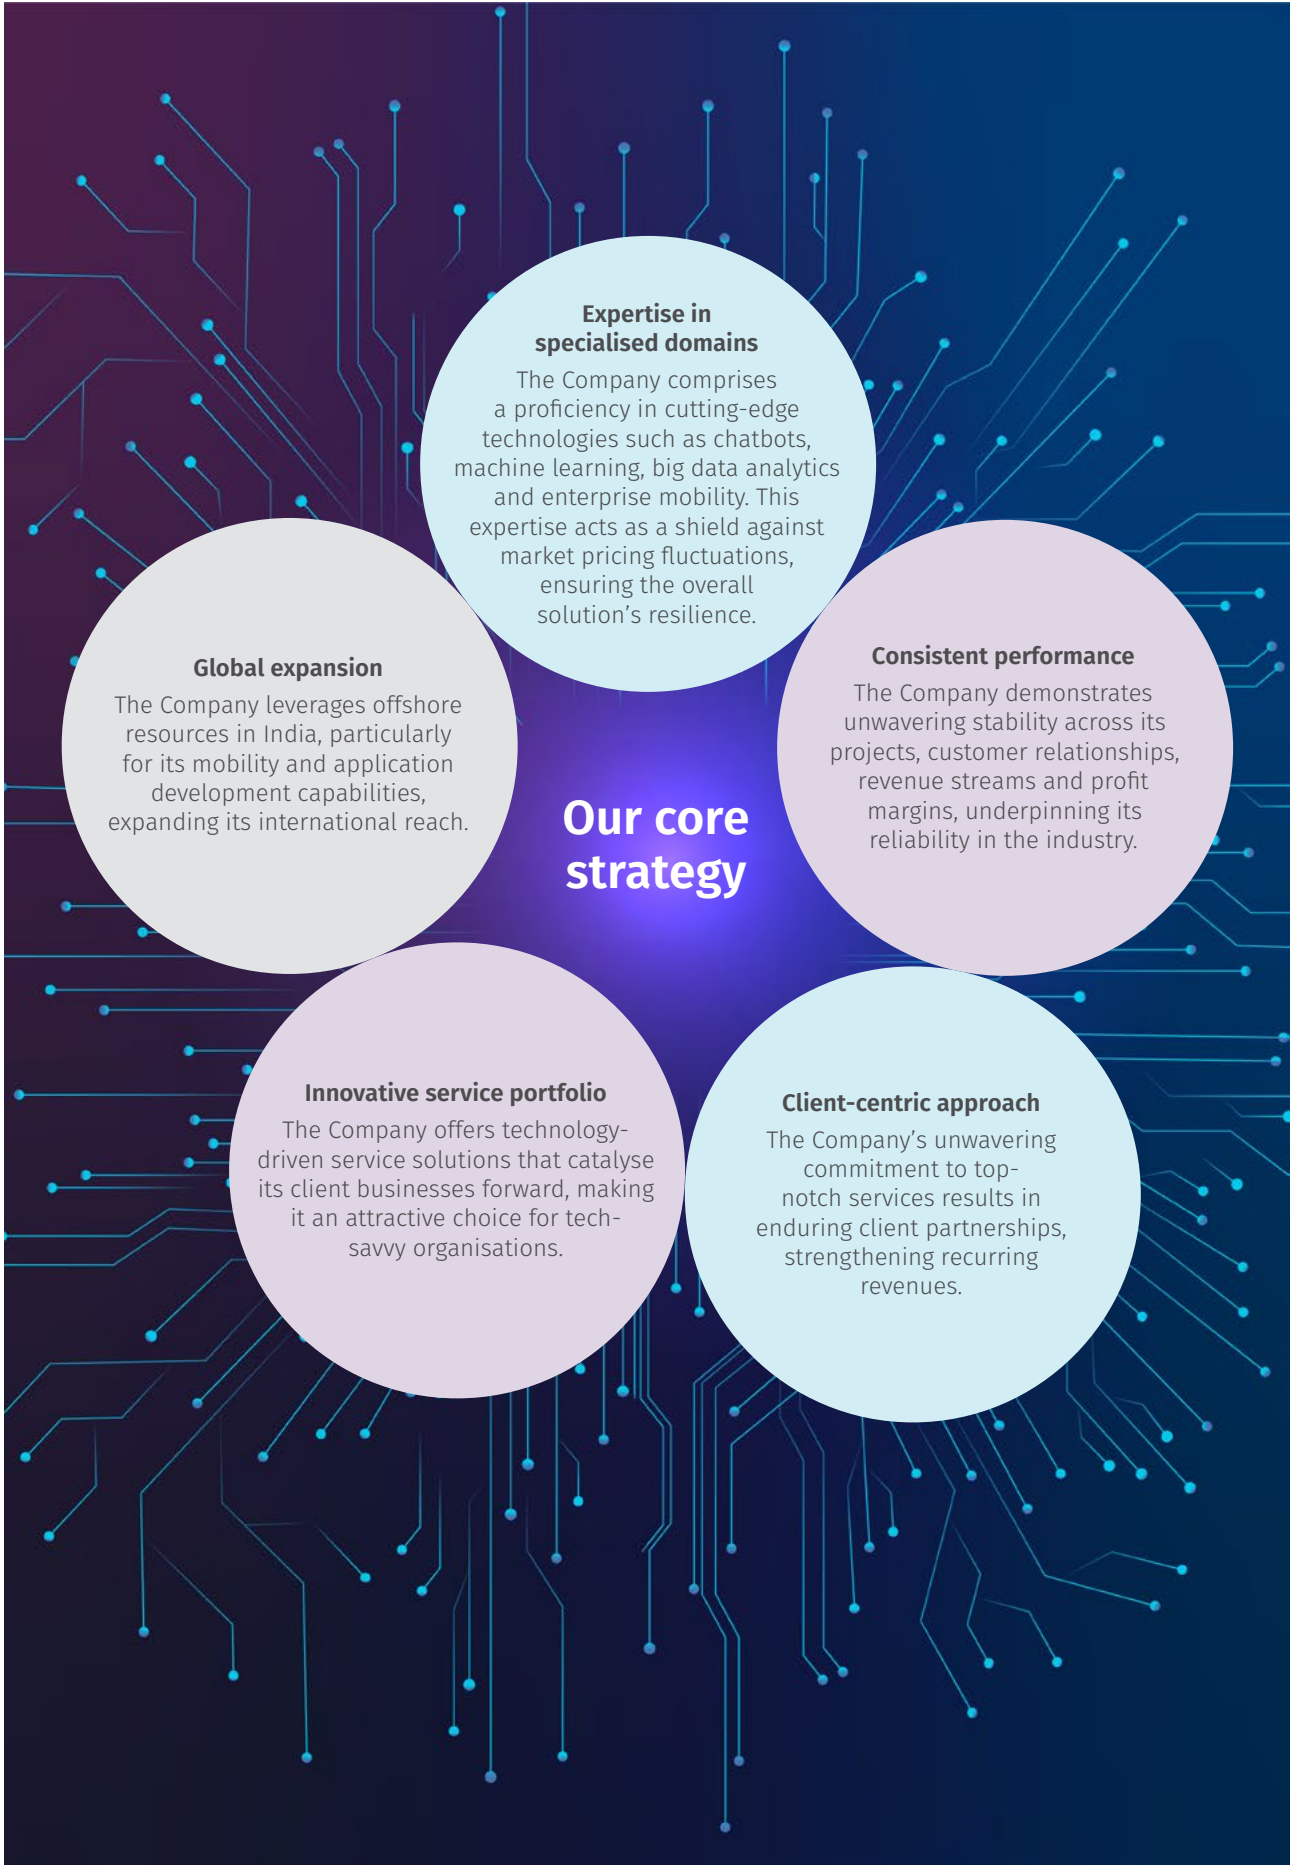 Expertise in
specialised domains
The Company comprises
a proficiency in cutting-edge
technologies such as chatbots,
machine learning, big data analytics
and enterprise mobility. This
expertise acts as a shield against
market pricing fluctuations,
ensuring the overall
solution’s resilience.
Global expansion
The Company leverages offshore
resources in India, particularly
for its mobility and application
development capabilities,
expanding its international reach.
Our core
strategy
Consistent performance
The Company demonstrates
unwavering stability across its
projects, customer relationships,
revenue streams and profit
margins, underpinning its
reliability in the industry.
Innovative service portfolio
The Company offers technology-
driven service solutions that catalyse
its client businesses forward, making
it an attractive choice for tech-
savvy organisations.
Client-centric approach
The Company’s unwavering
commitment to top-
notch services results in
enduring client partnerships,
strengthening recurring
revenues.